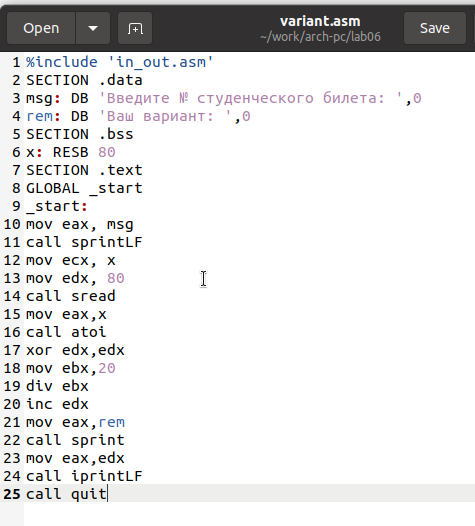 Open
variant.asm
~/work/arch-pc/lab06
Save
1 %include 'in_out.asm'
2 SECTION .data
3 msg: DB 'Введите № студенческого билета: ',0
4 rem: DB 'Ваш вариант: ',0
5 SECTION .bss
6 x: RESB 80
7 SECTION .text
8 GLOBAL _start
9 _start:
10 mov eax, msg
11 call sprintLF
12 mov ecx, x
13 mov edx, 80
14 call sread
15 mov eax,x
16 call atoi
17 xor edx,edx
18 mov ebx,20
19 div ebx
20 inc edx
21 mov eax,rem
22 call sprint
23 mov eax,edx
24 call iprintLF
25 call quit